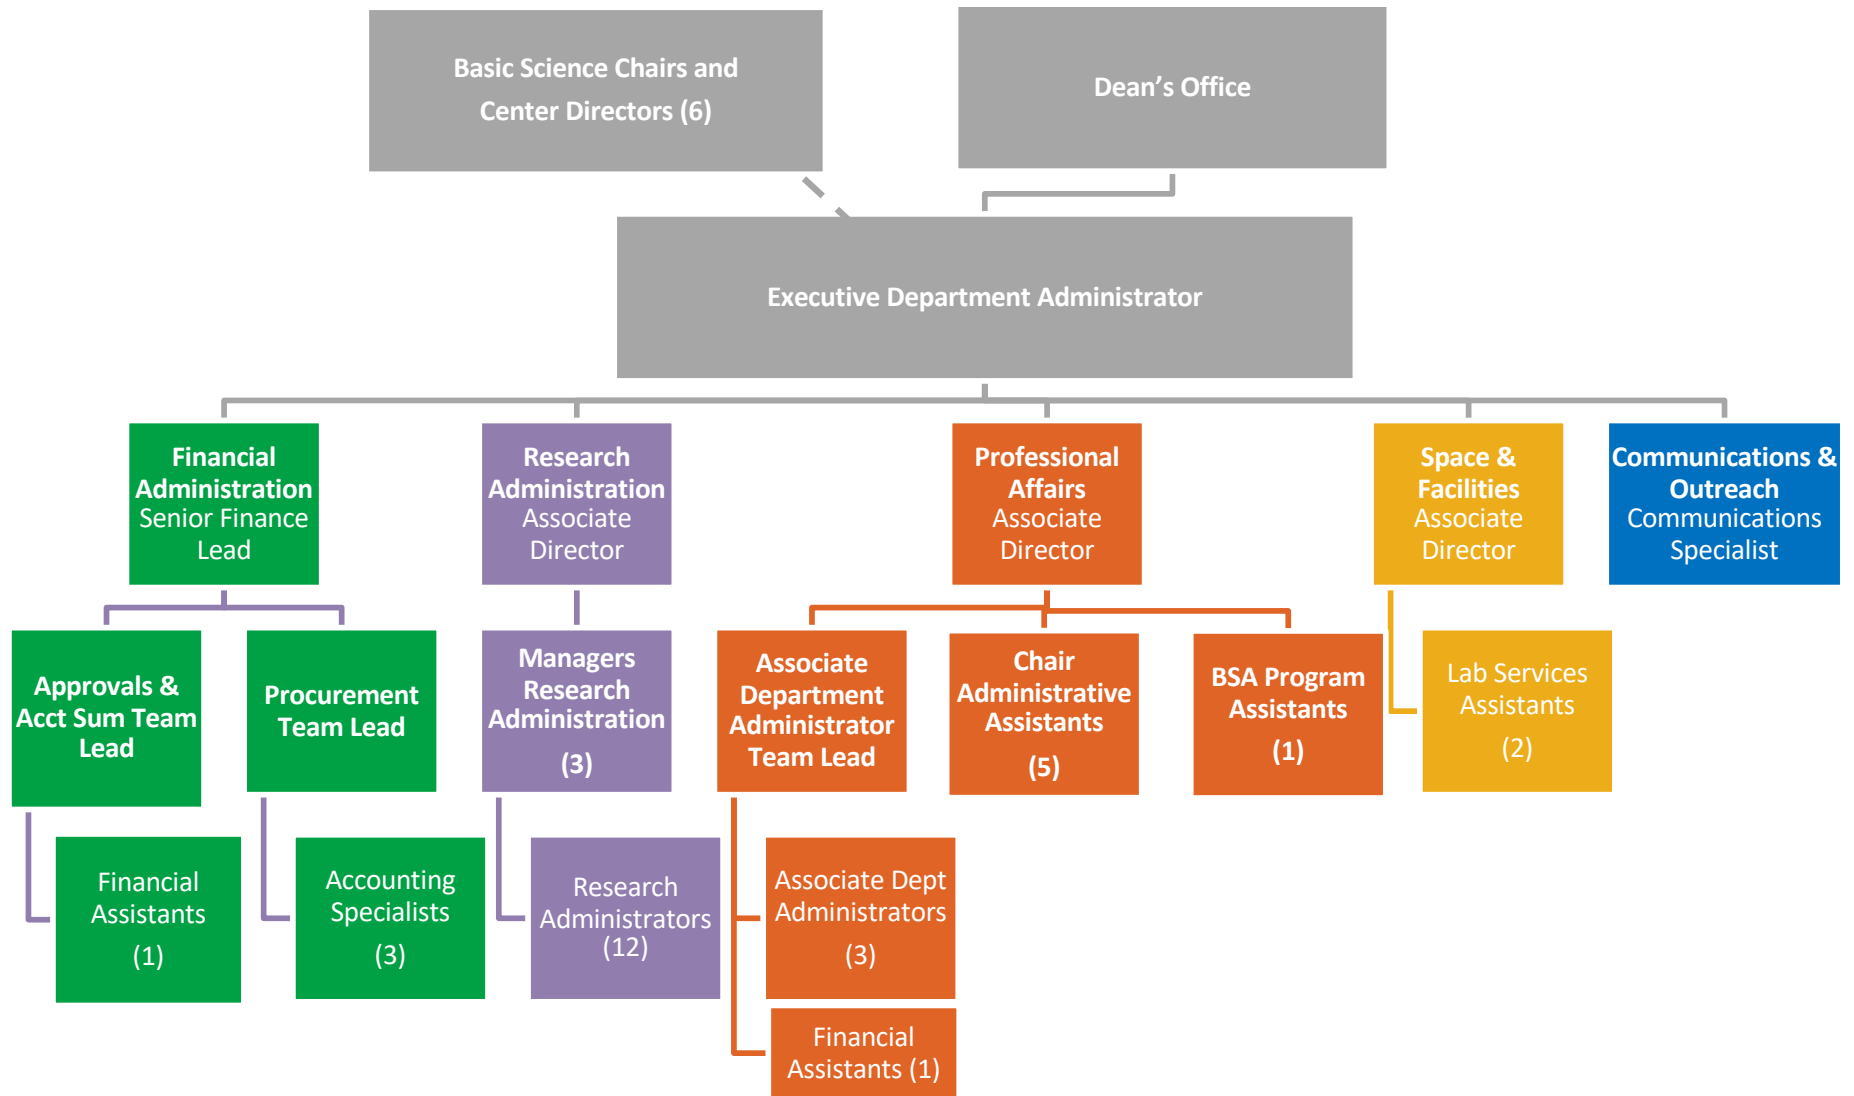 Basic Science Chairs and
Center Directors (6)
Dean’s Office
Executive Department Administrator
Financial
Administration
Senior Finance
Lead
Research
Administration
Associate
Director
Professional
Affairs
Associate
Director
Space &
Facilities
Associate
Director
Communications &
Outreach
Communications
Specialist
Approvals &
Acct Sum Team
Lead
Procurement
Team Lead
Managers
Research
Administration
(3)
Associate
Department
Administrator
Team Lead
Chair
Administrative
Assistants
(5)
BSA Program
Assistants
(1)
Lab Services
Assistants
(2)
Financial
Assistants
(1)
Accounting
Specialists
(3)
Research
Administrators
(12)
Associate Dept
Administrators
(3)
Financial
Assistants (1)